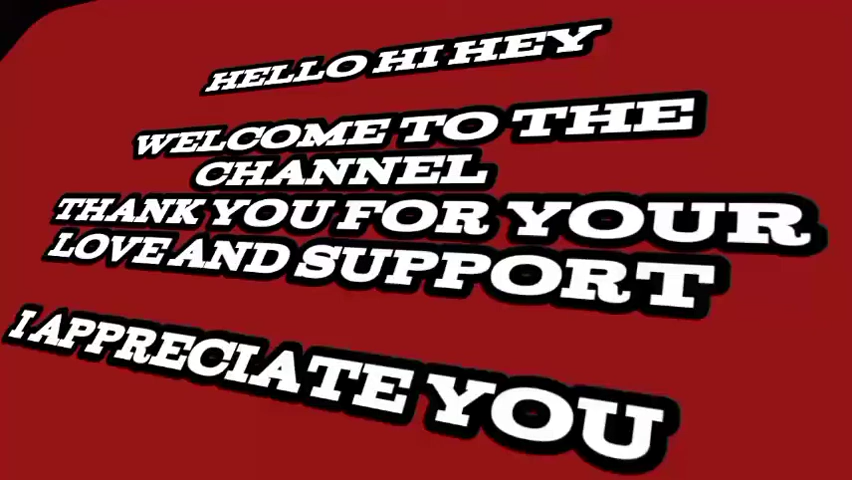 HELLO HI HEY
WELCOME TO THE
CHANNEL
THANK YOU FOR YOUR
LOVE AND SUPPORT
I APPRECIATE YOU